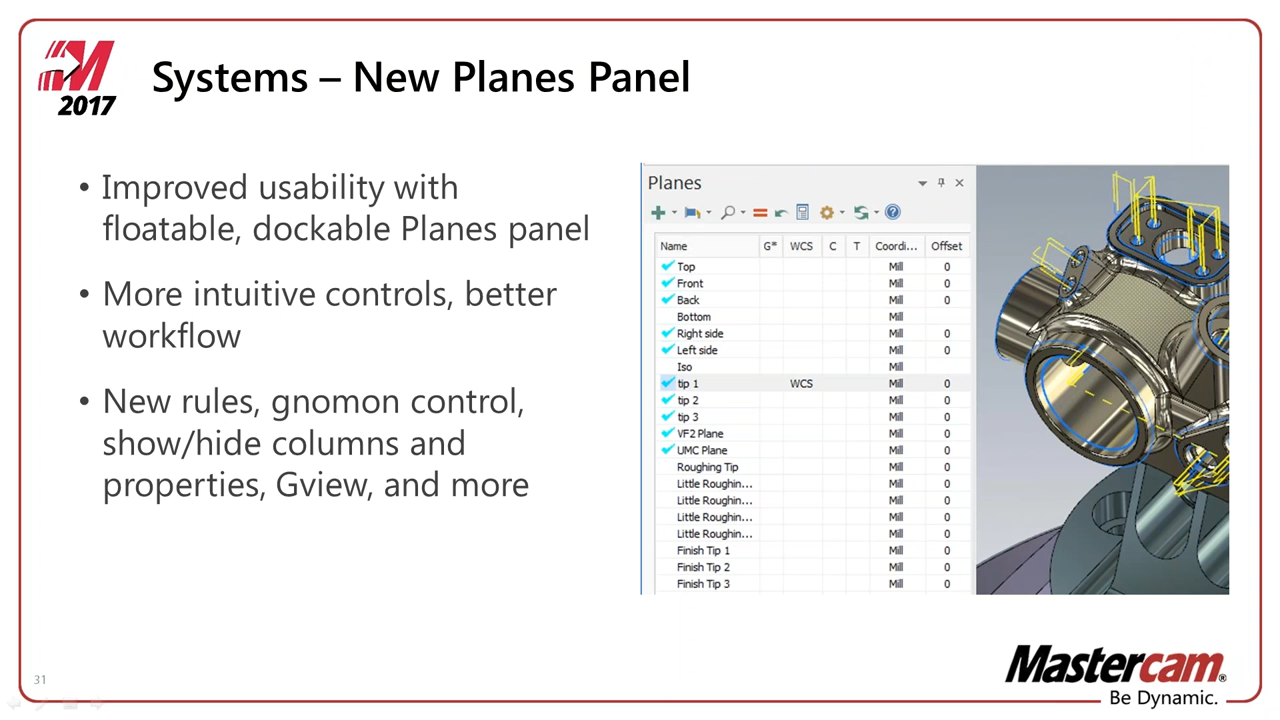 2017
Systems – New Planes Panel
• Improved usability with
floatable, dockable Planes panel
• More intuitive controls, better
workflow
• New rules, gnomon control,
show/hide columns and
properties, Gview, and more
Planes
Name G* WCS C T Coordi... Offset
Top Mill 0
Front Mill 0
Back Mill 0
Bottom Mill
Right side Mill 0
Left side Mill 0
Iso Mill
tip 1 WCS Mill 0
tip 2 Mill 0
tip 3 Mill 0
VF2 Plane Mill 0
UMC Plane Mill 0
Roughing Tip Mill 0
Little Roughin... Mill 0
Little Roughin... Mill 0
Little Roughin... Mill 0
Little Roughin... Mill 0
Finish Tip 1 Mill 0
Finish Tip 2 Mill 0
Finish Tip 3 Mill 0
31
Mastercam®
Be Dynamic.